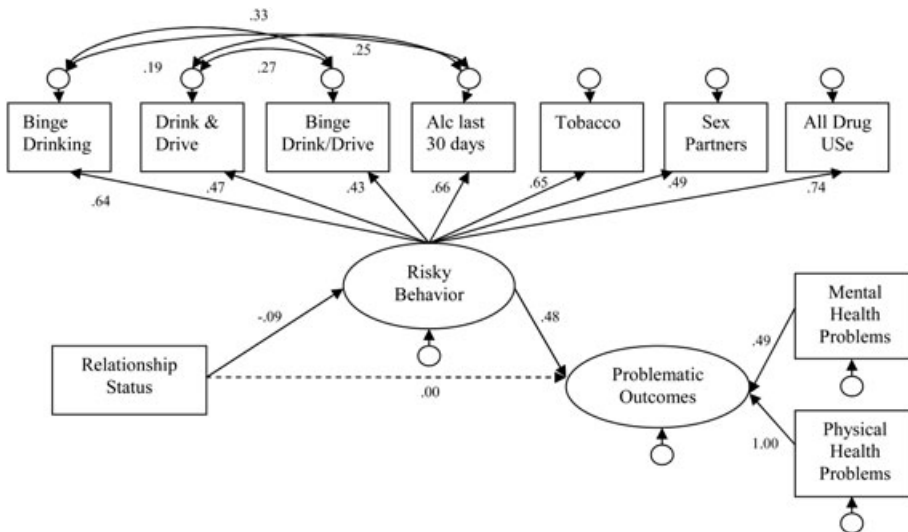 .33
.19
.27
.25
Binge
Drinking
Drink &
Drive
Binge
Drink/Drive
Alc last
30 days
Tobacco
Sex
Partners
All Drug
USe
.64
.47
.43
.66
.65
.49
.74
Risky
Behavior
-.09
.48
Relationship
Status
.00
Problematic
Outcomes
Mental
Health
Problems
.49
Physical
Health
Problems
1.00